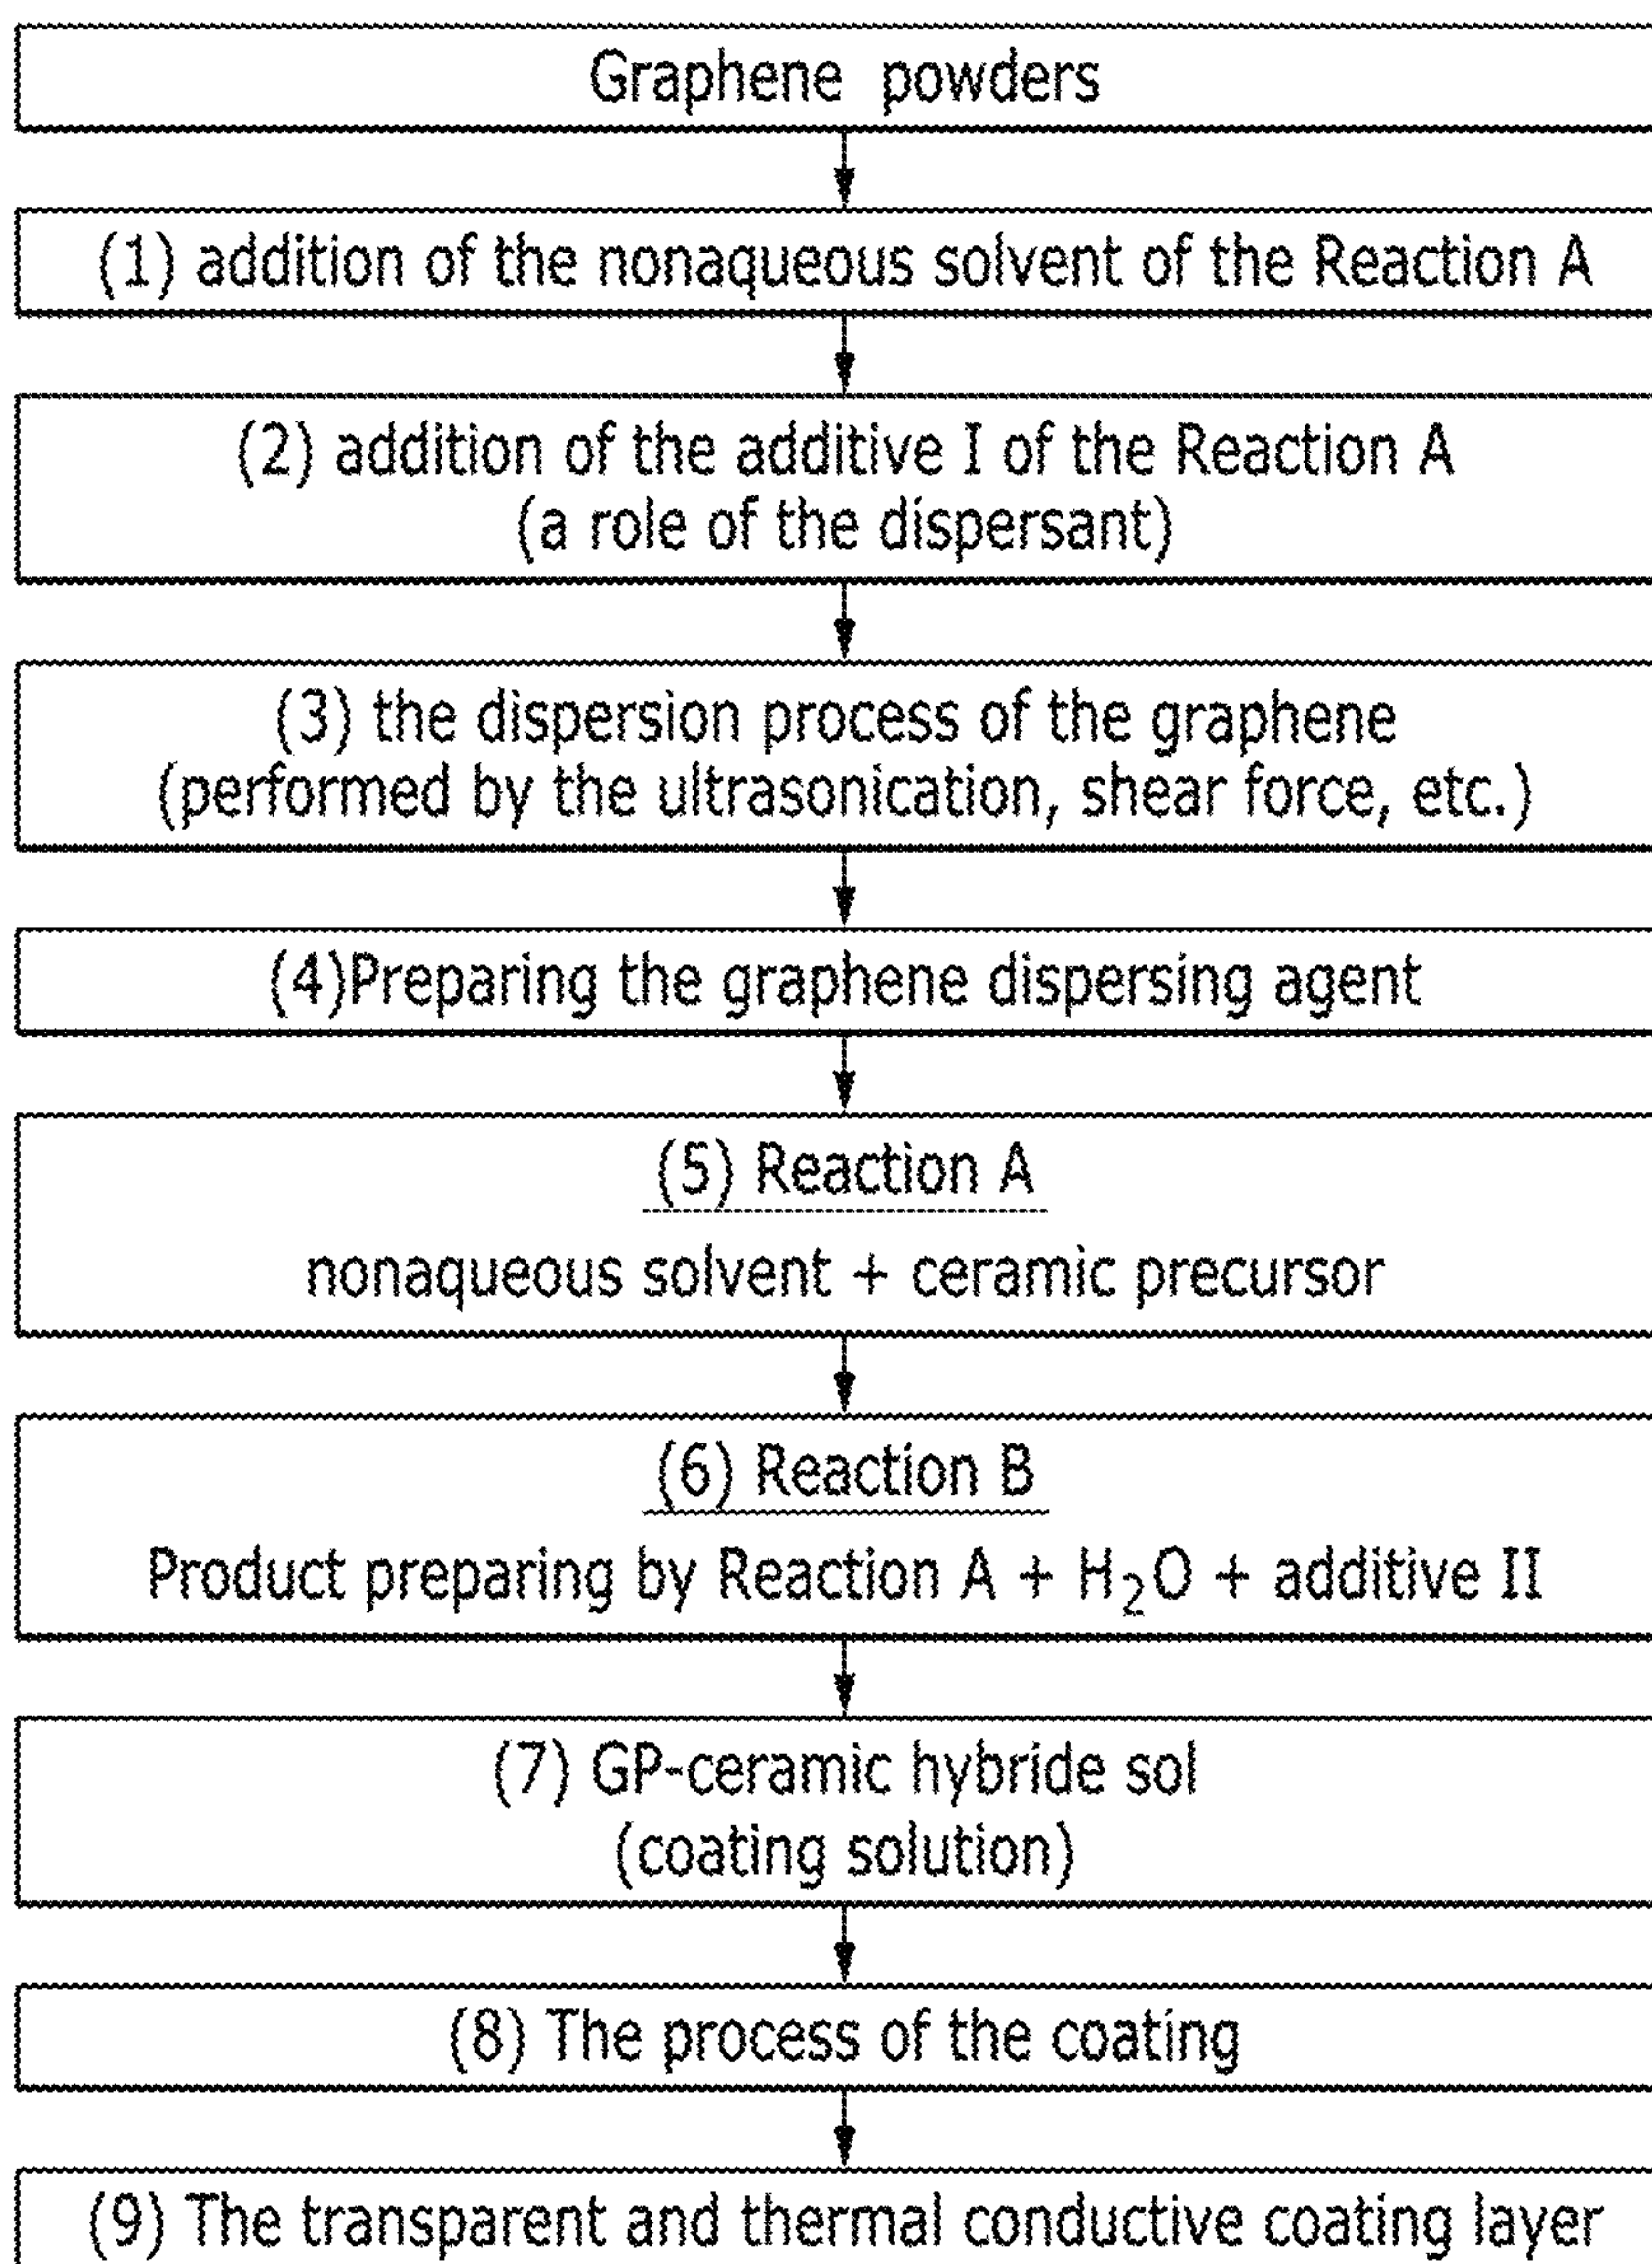 Graphene powders
(1) addition of the nonaqueous solvent of the Reaction A
(2) addition of the additive I of the Reaction A
(a role of the dispersant)
(3) the dispersion process of the graphene
(performed by the ultrasonication, shear force, etc.)
(4)Preparing the graphene dispersing agent
(5) Reaction A
nonaqueous solvent + ceramic precursor
(6) Reaction B
Product preparing by Reaction A + H₂O + additive II
(7) GP-ceramic hybride sol
(coating solution)
(8) The process of the coating
(9) The transparent and thermal conductive coating layer